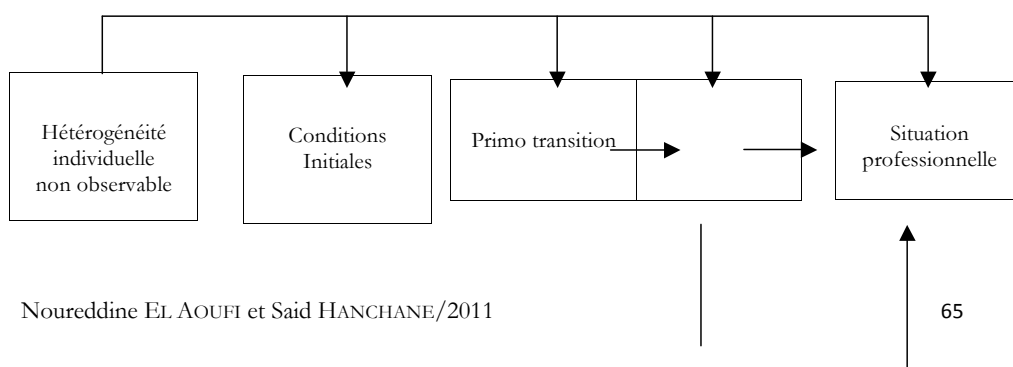 Hétérogénéité
individuelle
non observable
Conditions
Initiales
Primo transition
Situation
professionnelle
Noureddine EL AOUFI et Said HANCHANE/2011
65